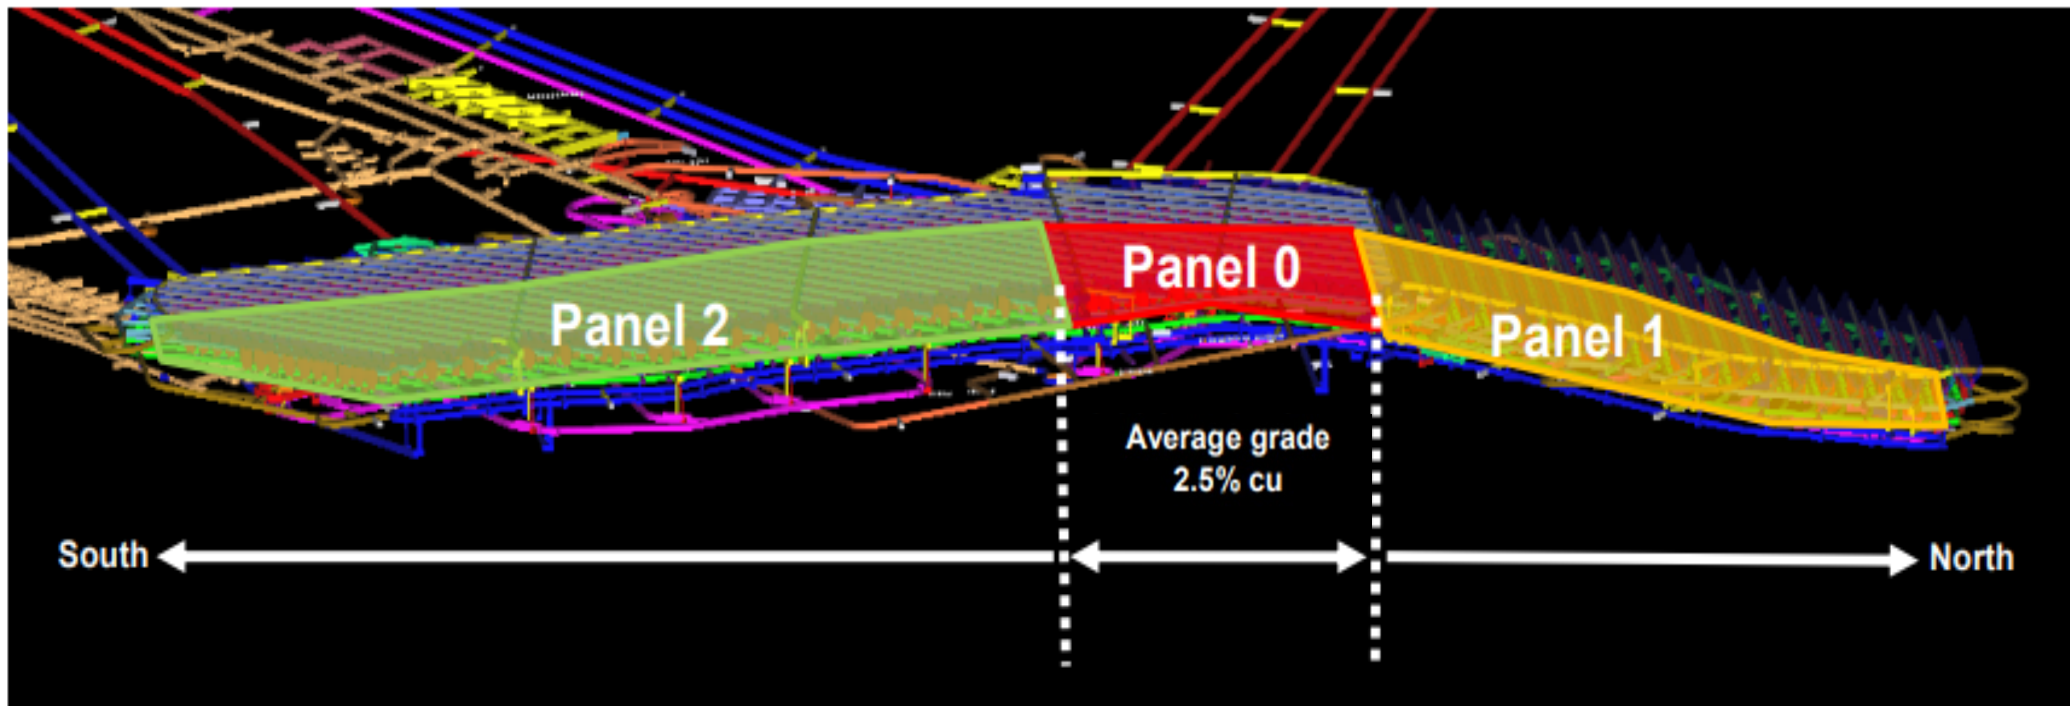 Panel 0
Panel 2
Panel 1
Average grade
2.5% cu
South
North